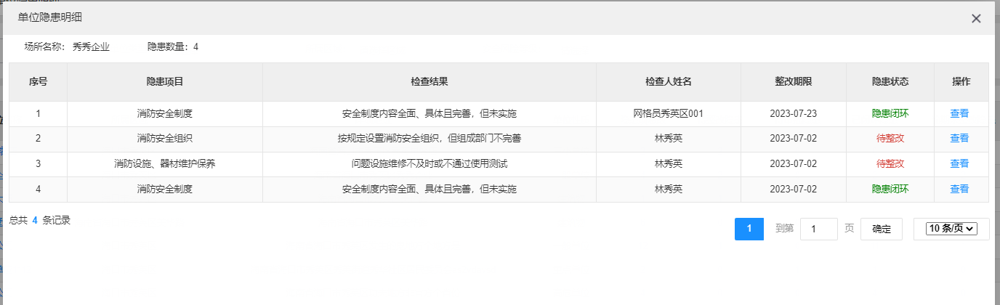 单位隐患明细
场所名称： 秀秀企业 隐患数量：4
序号 隐患项目 检查结果 检查人姓名 整改期限 隐患状态 操作
1 消防安全制度 安全制度内容全面、具体且完善，但未实施 网格员秀英区001 2023-07-23 隐患闭环 查看
2 消防安全组织 按规定设置消防安全组织，但组成部门不完善 林秀英 2023-07-02 待整改 查看
3 消防设施、器材维护保养 问题设施维修不及时或不通过使用测试 林秀英 2023-07-02 待整改 查看
4 消防安全制度 安全制度内容全面、具体且完善，但未实施 林秀英 2023-07-02 隐患闭环 查看
总共 4 条记录
1 到第 1 页 确定 10 条/页